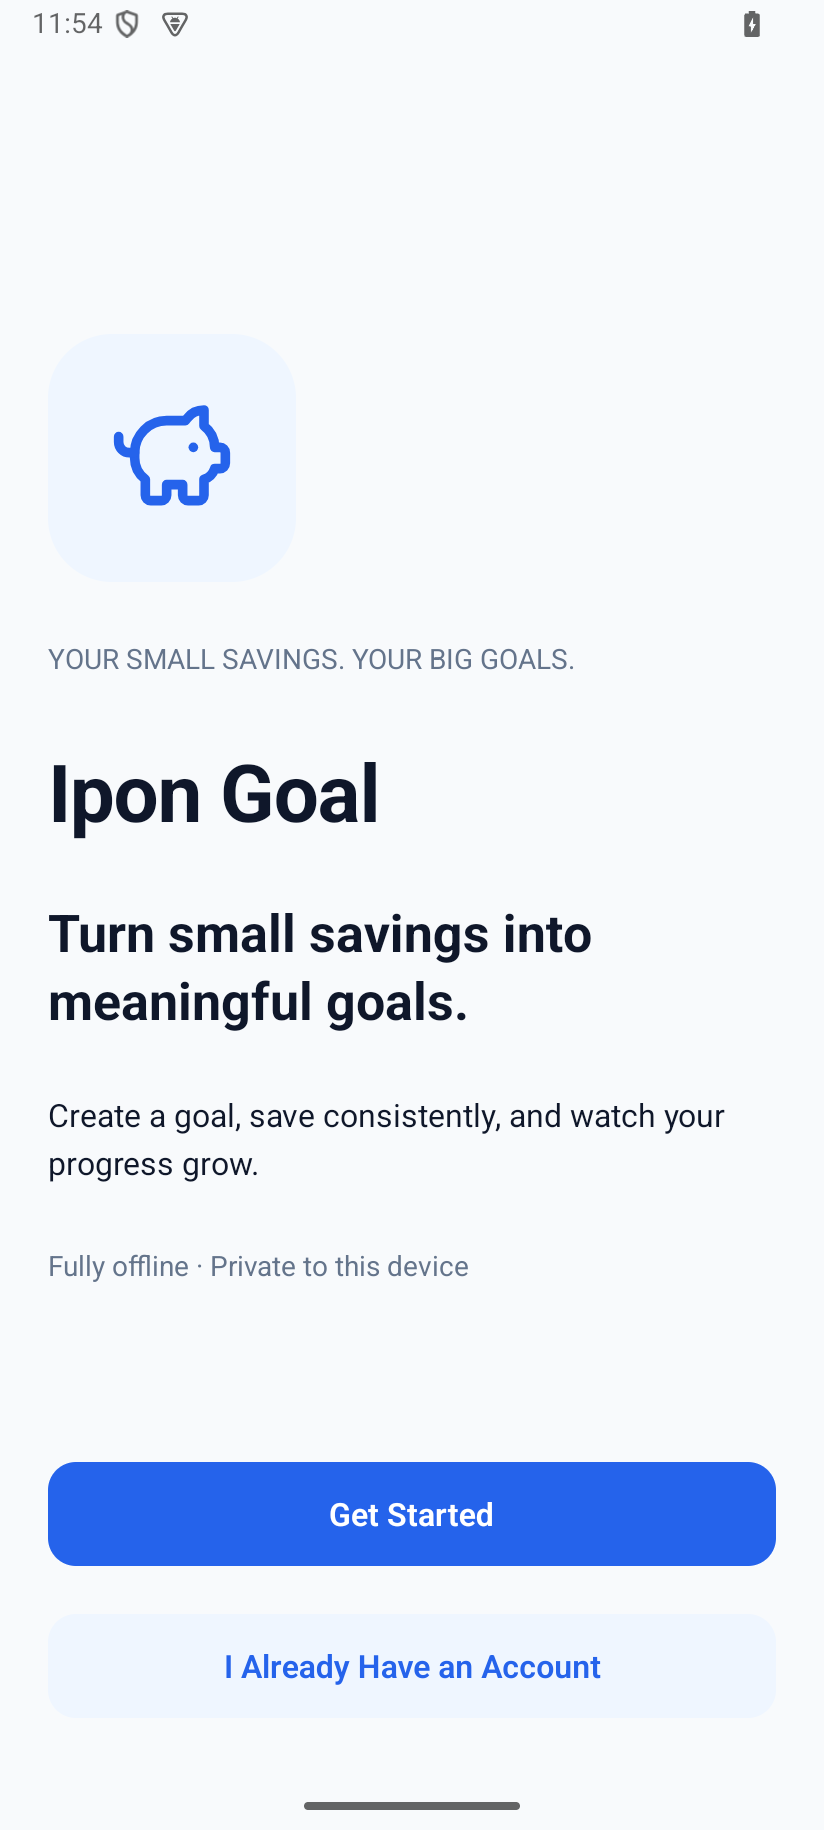 11:54
YOUR SMALL SAVINGS. YOUR BIG GOALS.
Ipon Goal
Turn small savings into
meaningful goals.
Create a goal, save consistently, and watch your
progress grow.
Fully offline · Private to this device
Get Started
I Already Have an Account